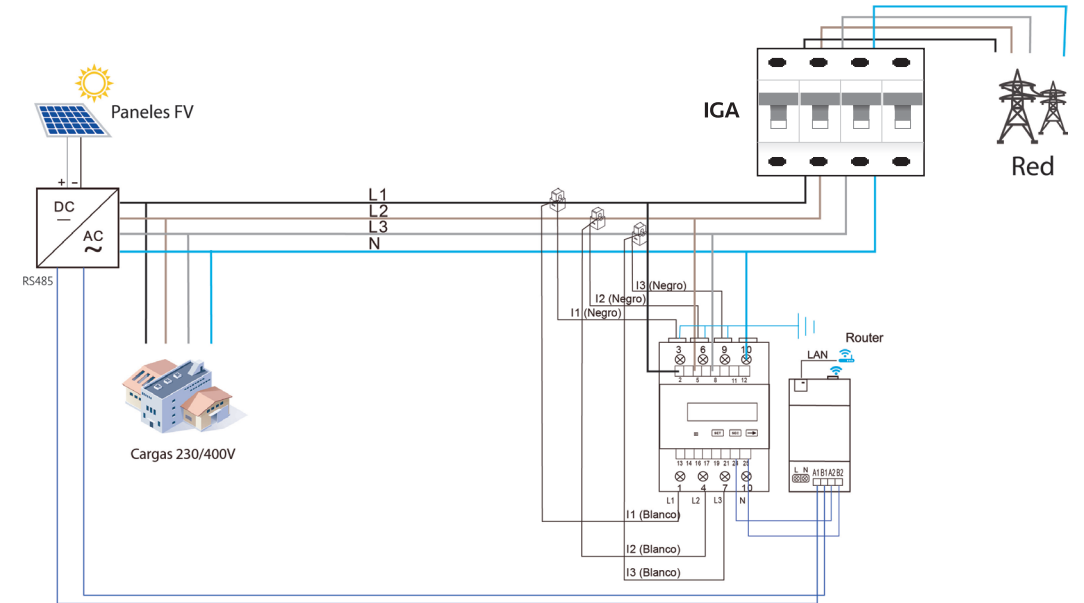 IGA
Red
Paneles FV
+ −
DC
AC
RS485
L1
L2
L3
N
I3 (Negro)
I2 (Negro)
I1 (Negro)
Router
LAN
3 6 9 10
2 5 8 11 12
SET
13 14 16 17 19 21 24 25
1 4 7 10
L1 L2 L3 N
L N A1 B1 A2 B2
Cargas 230/400V
I1 (Blanco)
I2 (Blanco)
I3 (Blanco)